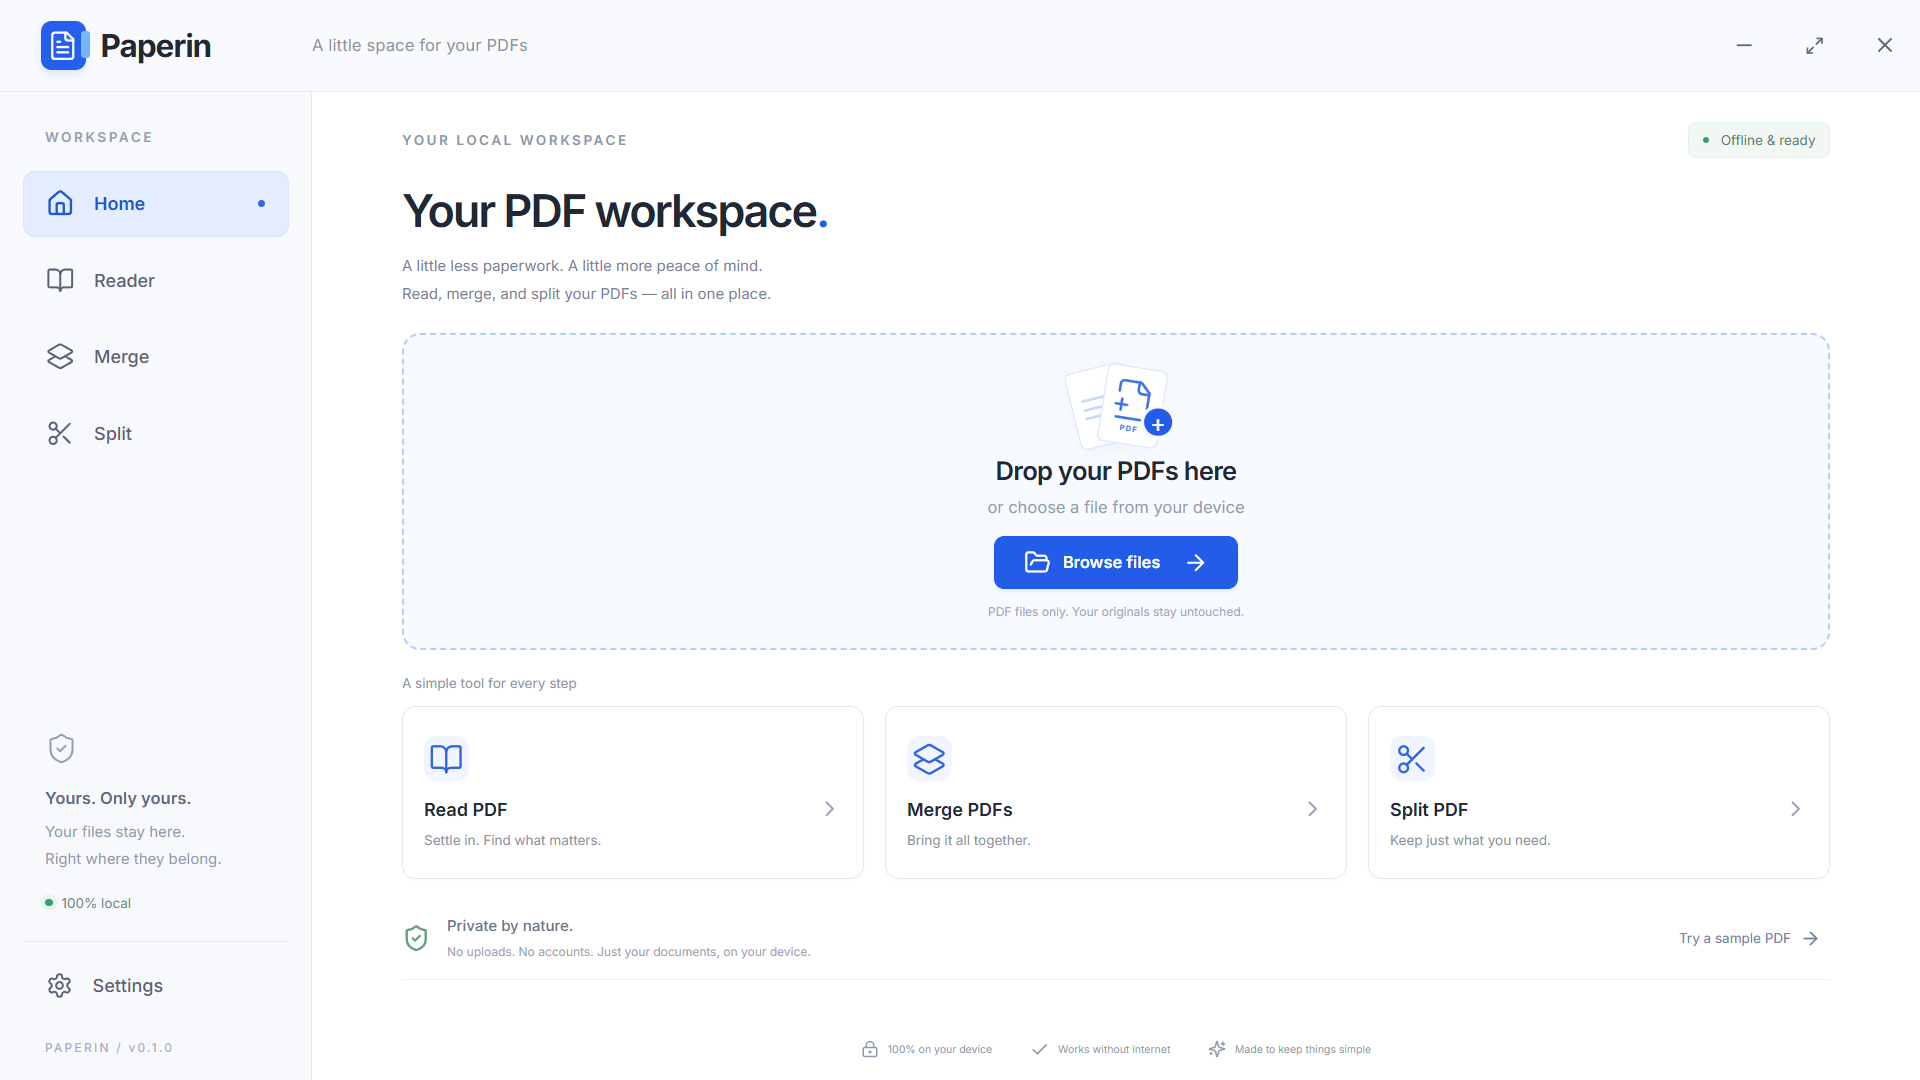 Paperin
A little space for your PDFs
WORKSPACE
Home
Reader
Merge
Split
Yours. Only yours.
Your files stay here.
Right where they belong.
100% local
Settings
PAPERIN / v0.1.0
YOUR LOCAL WORKSPACE
Offline & ready
Your PDF workspace.
A little less paperwork. A little more peace of mind.
Read, merge, and split your PDFs — all in one place.
PDF
Drop your PDFs here
or choose a file from your device
Browse files
PDF files only. Your originals stay untouched.
A simple tool for every step
Read PDF
Settle in. Find what matters.
Merge PDFs
Bring it all together.
Split PDF
Keep just what you need.
Private by nature.
No uploads. No accounts. Just your documents, on your device.
Try a sample PDF
100% on your device
Works without internet
Made to keep things simple